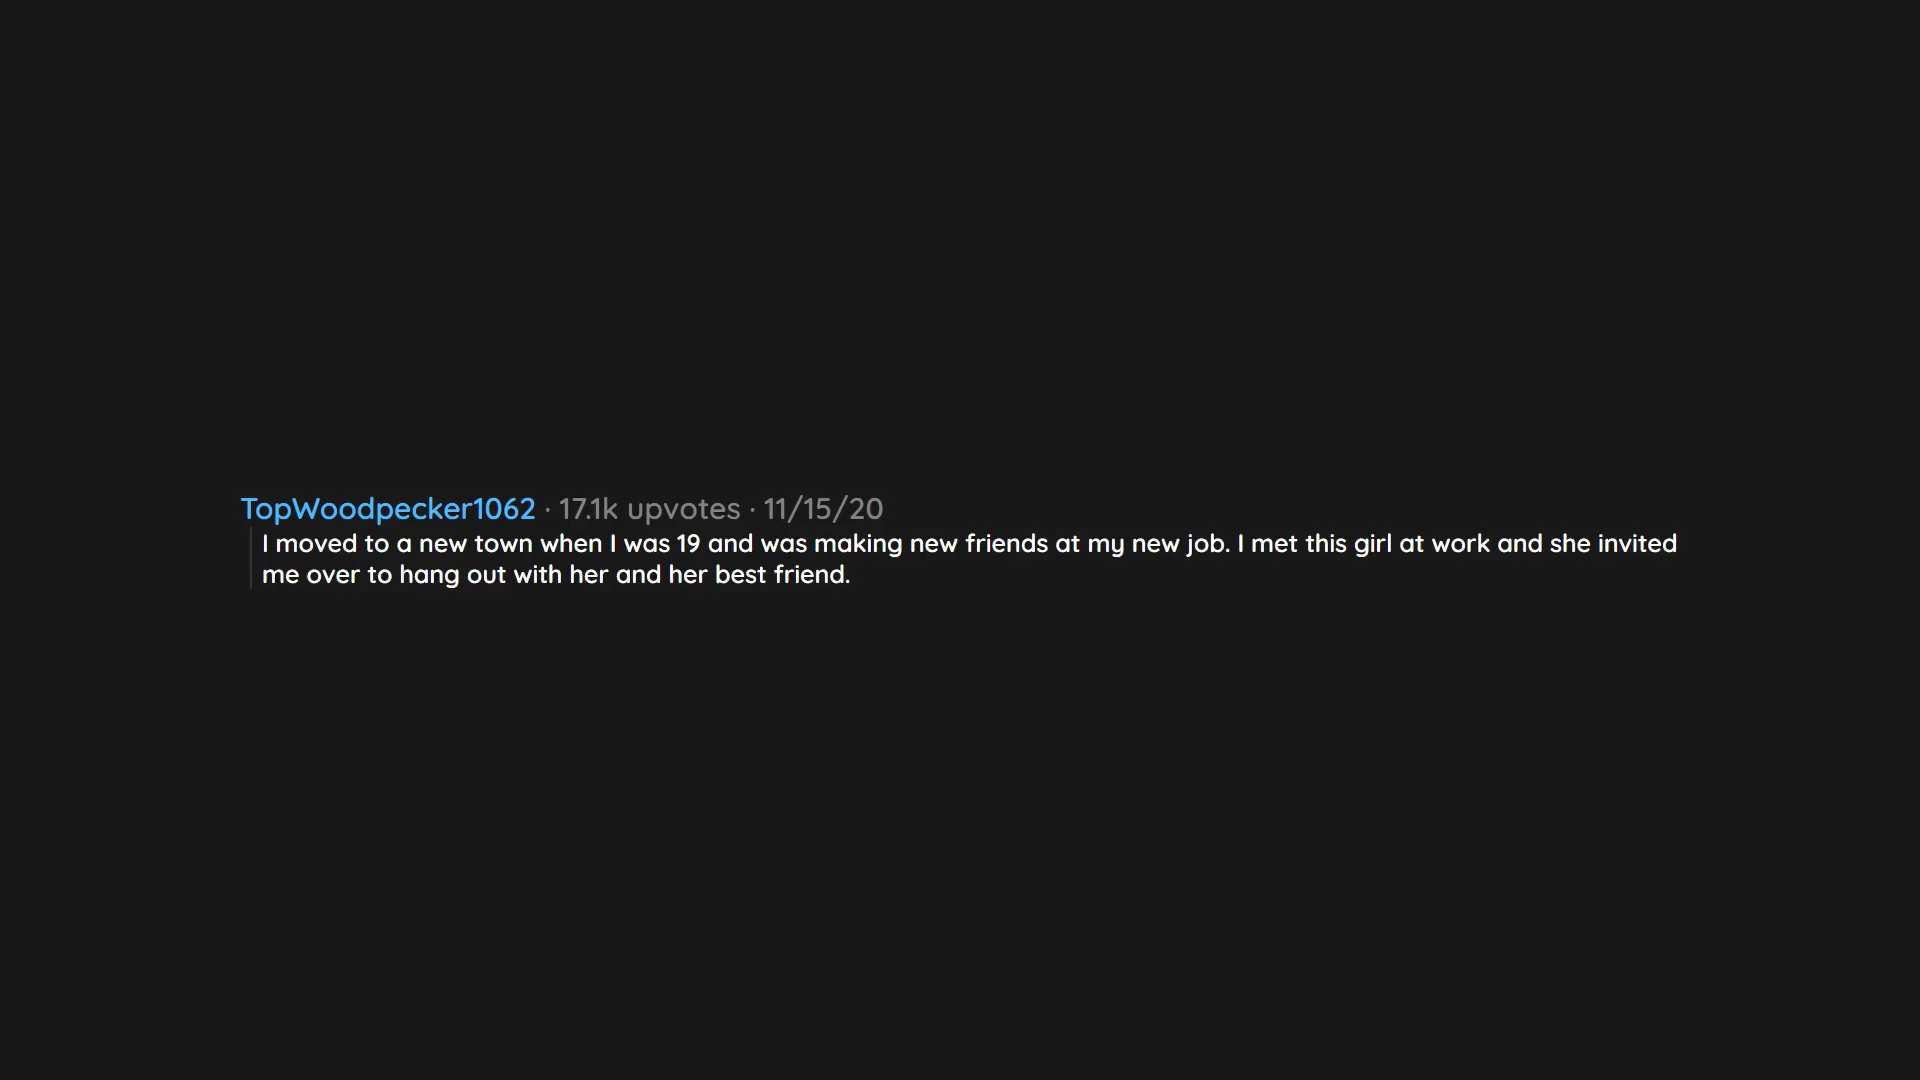 TopWoodpecker1062 · 17.1k upvotes · 11/15/20
I moved to a new town when I was 19 and was making new friends at my new job. I met this girl at work and she invited
me over to hang out with her and her best friend.